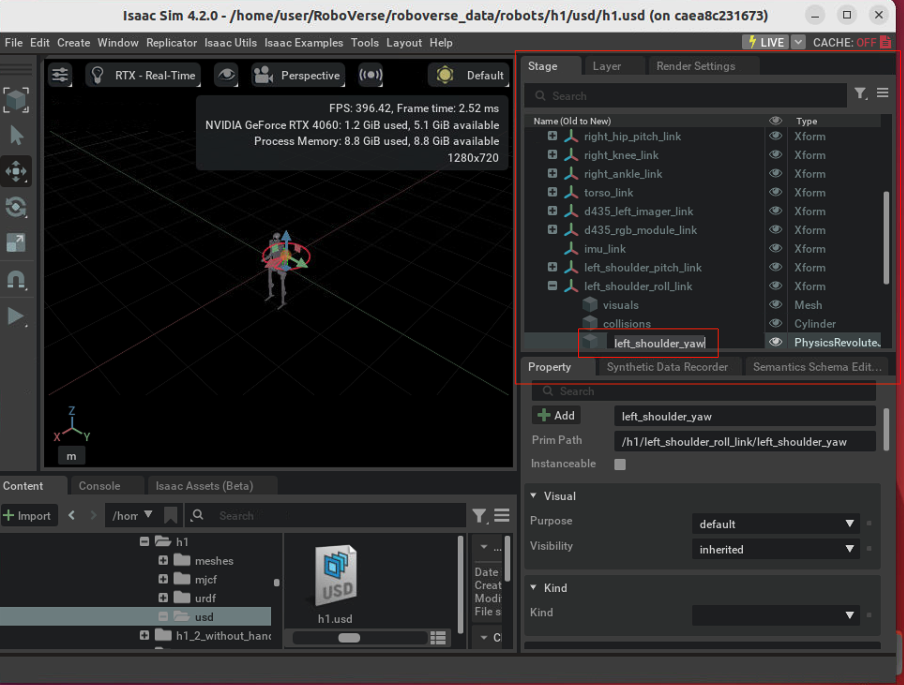 Isaac Sim 4.2.0 - /home/user/RoboVerse/roboverse_data/robots/h1/usd/h1.usd (on caea8c231673)
File Edit Create Window Replicator Isaac Utils Isaac Examples Tools Layout Help
LIVE CACHE: OFF
RTX - Real-Time Perspective Default
FPS: 396.42, Frame time: 2.52 ms
NVIDIA GeForce RTX 4060: 1.2 GiB used, 5.1 GiB available
Process Memory: 8.8 GiB used, 8.8 GiB available
1280x720
Z
X Y
m
Stage Layer Render Settings
Search
Name (Old to New) Type
right_hip_pitch_link Xform
right_knee_link Xform
right_ankle_link Xform
torso_link Xform
d435_left_imager_link Xform
d435_rgb_module_link Xform
imu_link Xform
left_shoulder_pitch_link Xform
left_shoulder_roll_link Xform
visuals Mesh
collisions Cylinder
left_shoulder_yaw PhysicsRevolute.
Property Synthetic Data Recorder Semantics Schema Edit...
Search
Add left_shoulder_yaw
Prim Path /h1/left_shoulder_roll_link/left_shoulder_yaw
Instanceable
Visual
Purpose default
Visibility inherited
Kind
Kind
Content Console Isaac Assets (Beta)
Import /hor Search
h1
meshes
mjcf
urdf
usd
h1_2_without_hand
USD
h1.usd
...
Date
Creat
Modi
File s
C